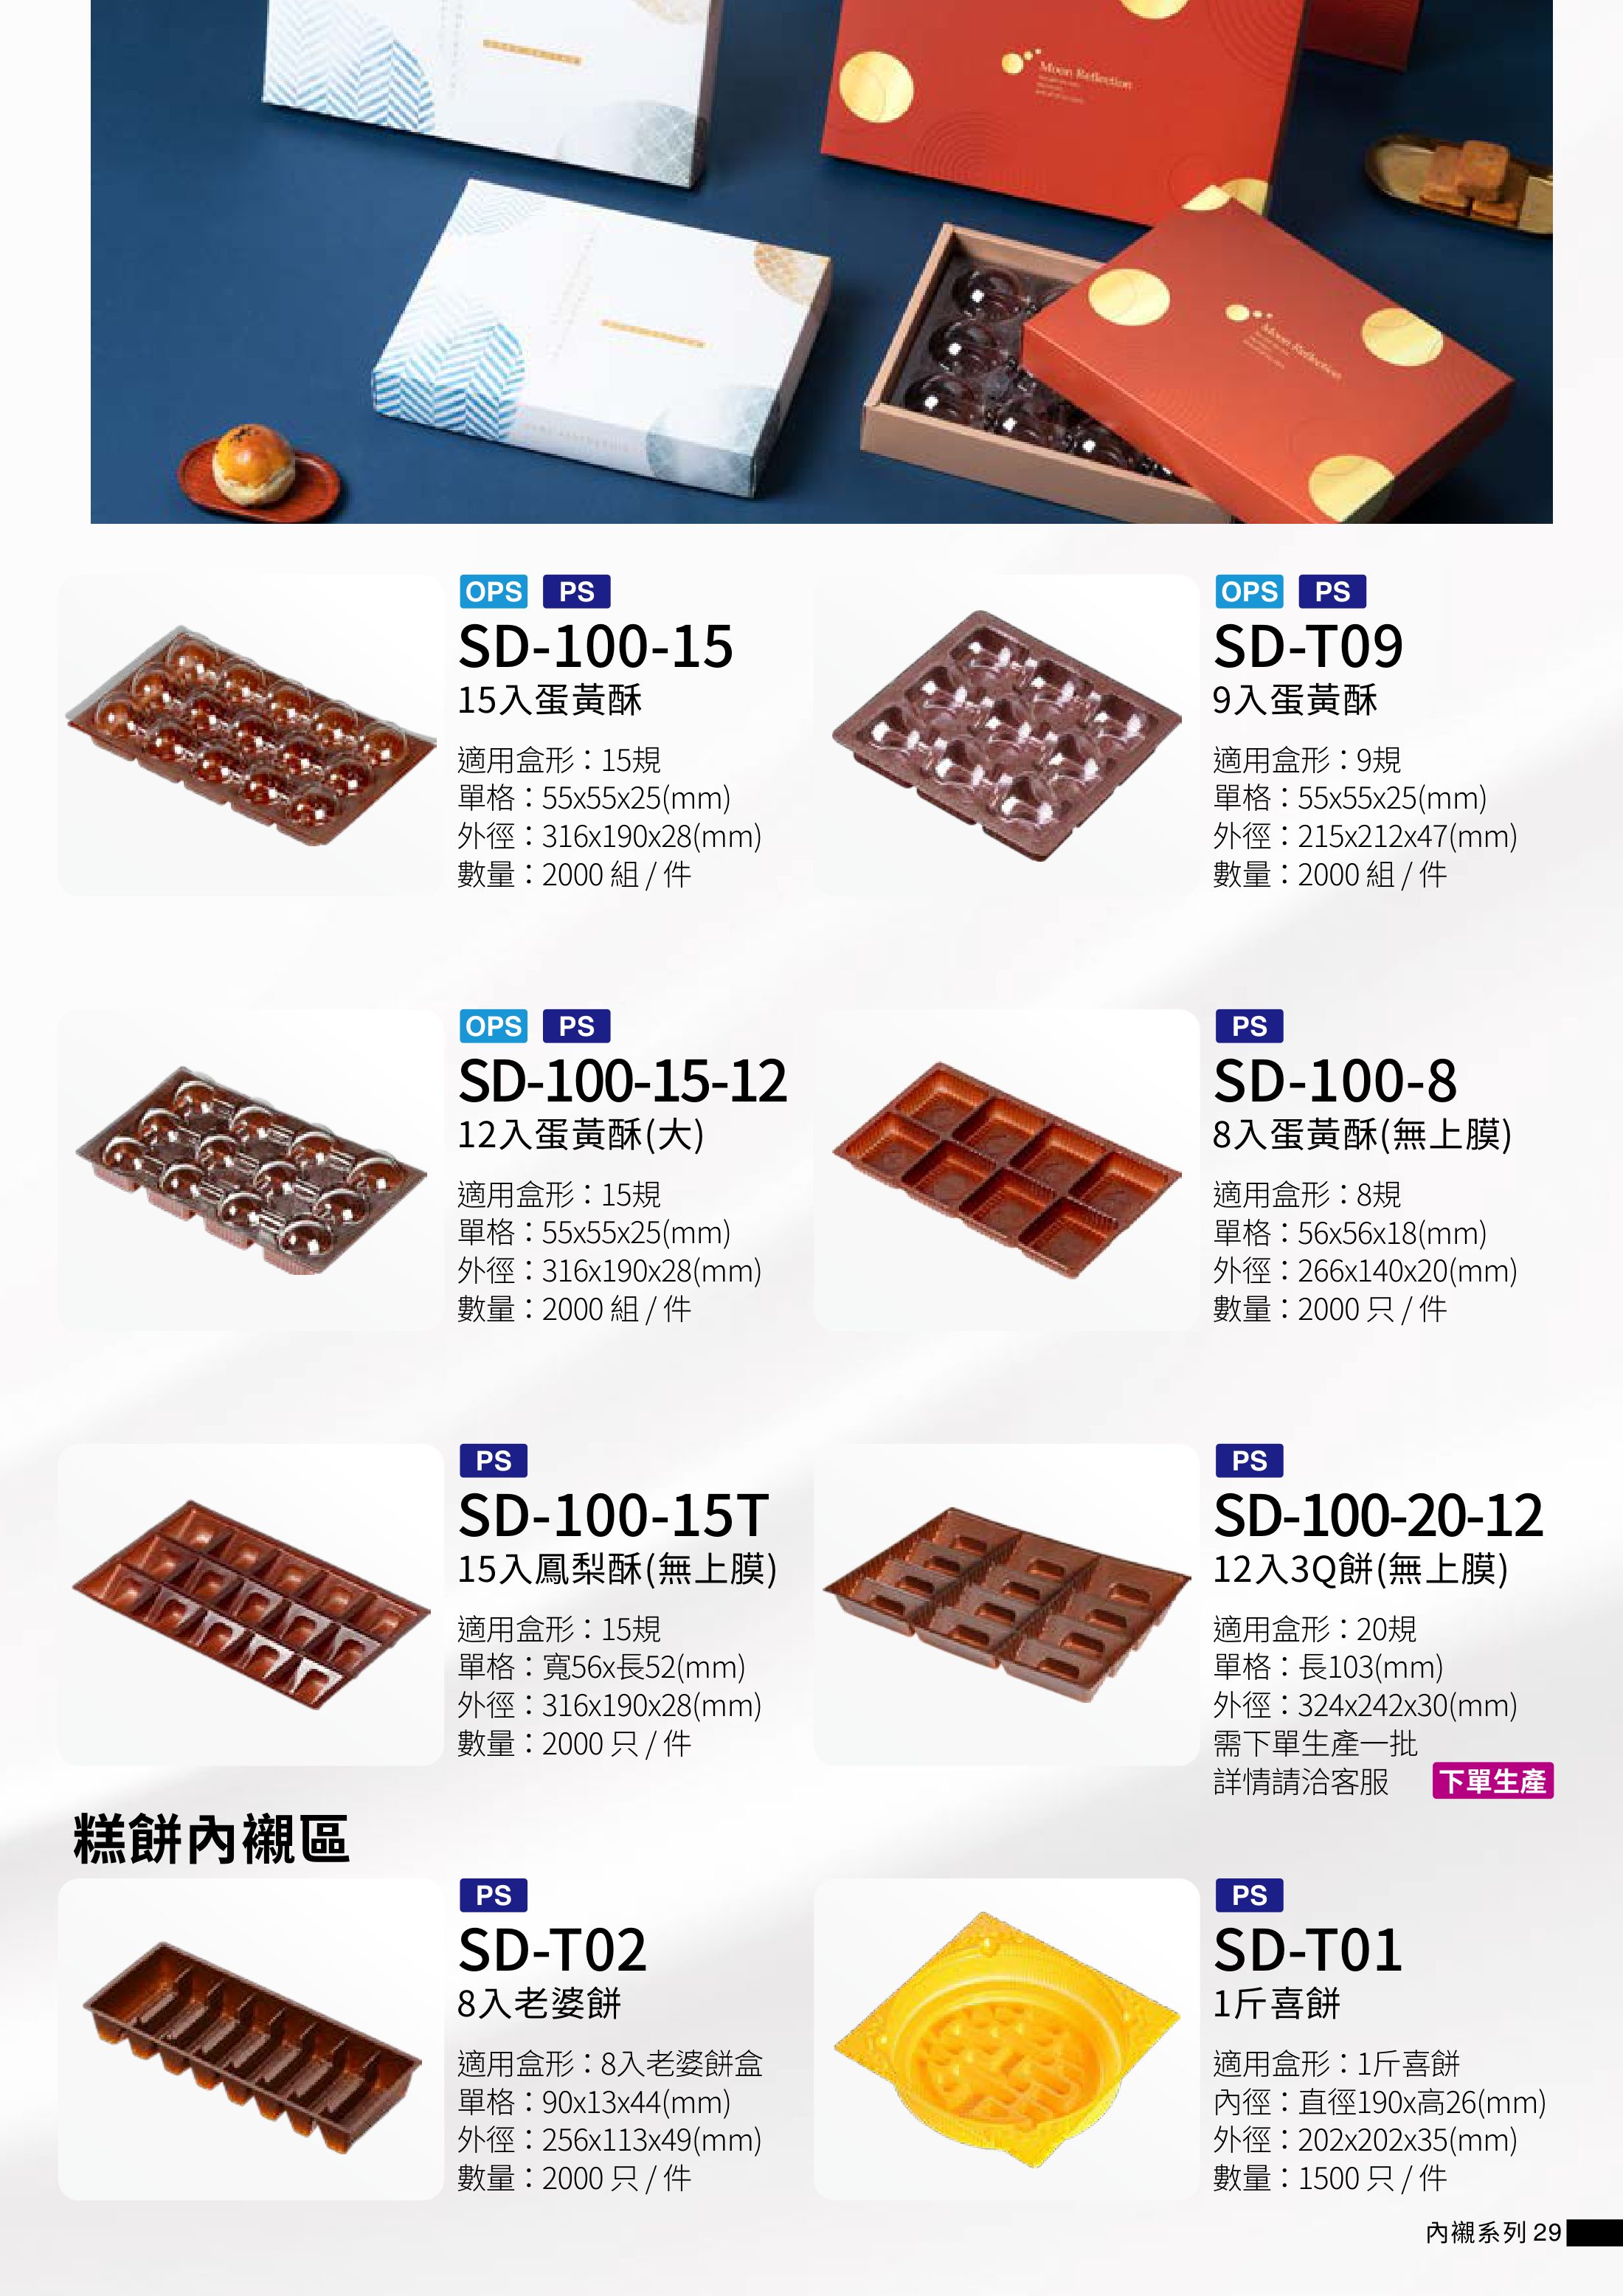 Moon Reflection
Moon Reflection
OPS PS
SD-100-15
15入蛋黃酥
適用盒形：15規
單格：55x55x25(mm)
外徑：316x190x28(mm)
數量：2000 組 / 件
OPS PS
SD-T09
9入蛋黃酥
適用盒形：9規
單格：55x55x25(mm)
外徑：215x212x47(mm)
數量：2000 組 / 件
OPS PS
SD-100-15-12
12入蛋黃酥(大)
適用盒形：15規
單格：55x55x25(mm)
外徑：316x190x28(mm)
數量：2000 組 / 件
PS
SD-100-8
8入蛋黃酥(無上膜)
適用盒形：8規
單格：56x56x18(mm)
外徑：266x140x20(mm)
數量：2000 只 / 件
PS
SD-100-15T
15入鳳梨酥(無上膜)
適用盒形：15規
單格：寬56x長52(mm)
外徑：316x190x28(mm)
數量：2000 只 / 件
PS
SD-100-20-12
12入3Q餅(無上膜)
適用盒形：20規
單格：長103(mm)
外徑：324x242x30(mm)
需下單生產一批
詳情請洽客服 下單生產
糕餅內襯區
PS
SD-T02
8入老婆餅
適用盒形：8入老婆餅盒
單格：90x13x44(mm)
外徑：256x113x49(mm)
數量：2000 只 / 件
PS
SD-T01
1斤喜餅
適用盒形：1斤喜餅
內徑：直徑190x高26(mm)
外徑：202x202x35(mm)
數量：1500 只 / 件
內襯系列 29